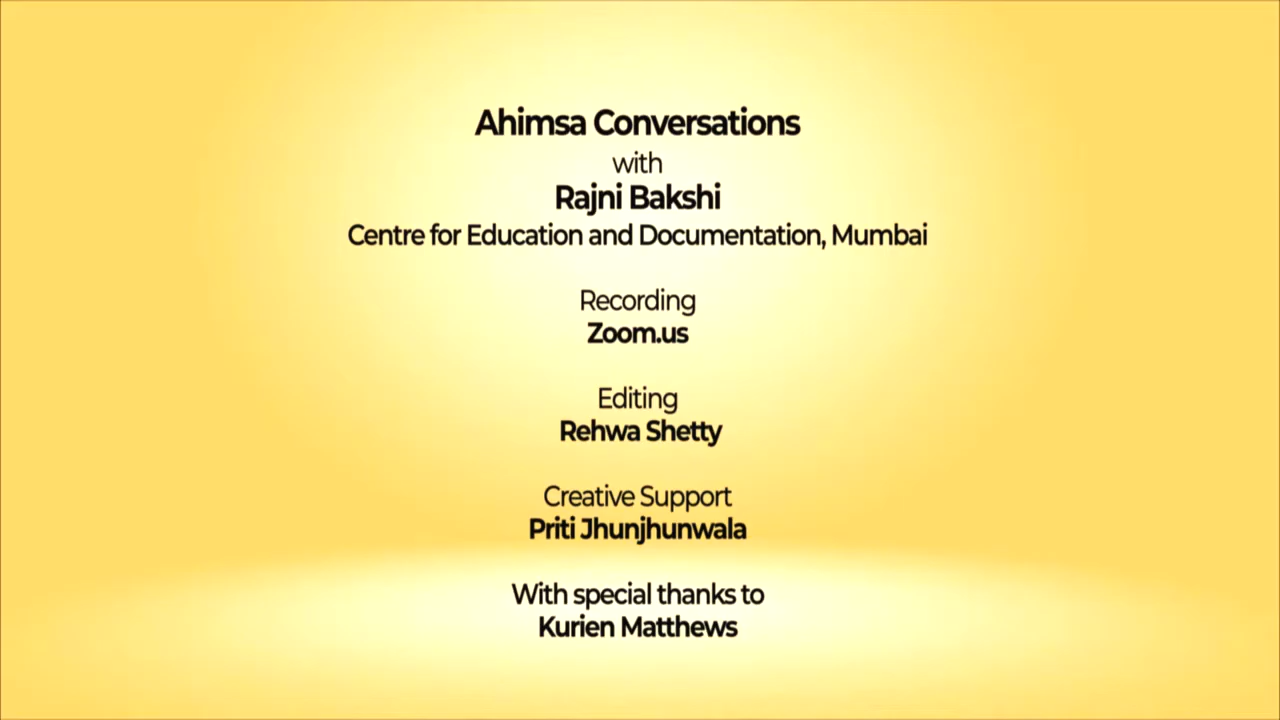 Ahimsa Conversations
with
Rajni Bakshi
Centre for Education and Documentation, Mumbai
Recording
Zoom.us
Editing
Rehwa Shetty
Creative Support
Priti Jhunjhunwala
With special thanks to
Kurien Matthews